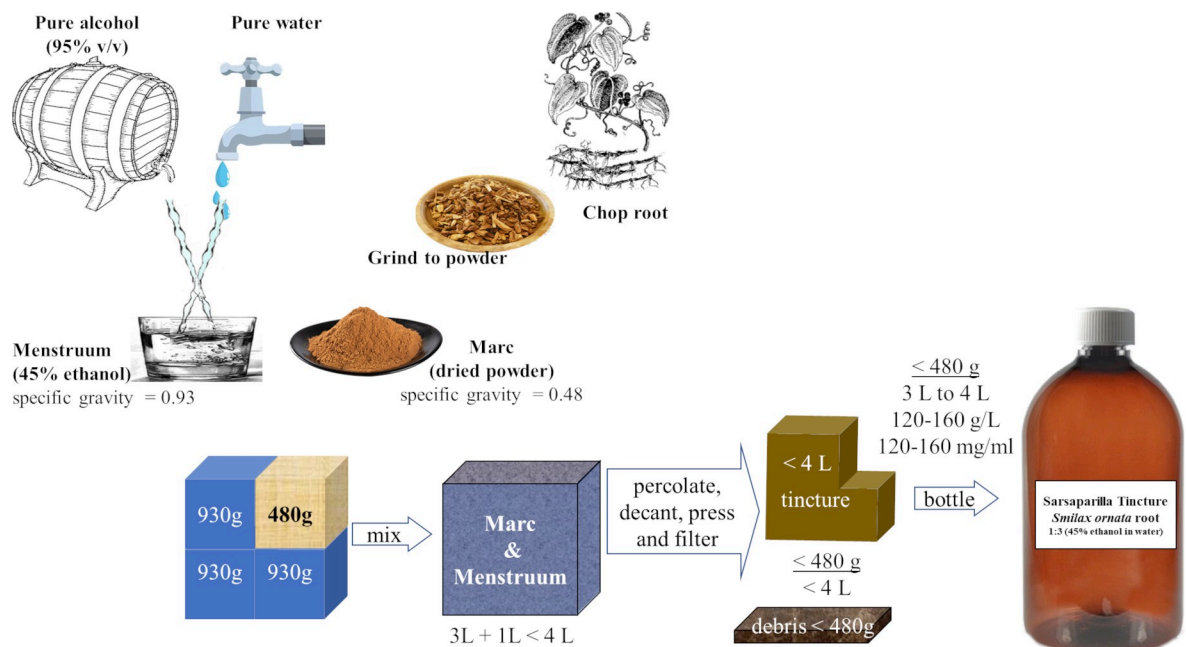 Pure alcohol
(95% v/v)
Pure water
Chop root
Grind to powder
Menstruum
(45% ethanol)
specific gravity = 0.93
Marc
(dried powder)
specific gravity = 0.48
930g
480g
930g
930g
mix
Marc
&
Menstruum
3L + 1L < 4 L
percolate,
decant, press
and filter
< 4 L
tincture
< 480 g
< 4 L
debris < 480g
< 480 g
3 L to 4 L
120-160 g/L
120-160 mg/ml
bottle
Sarsaparilla Tincture
Smilax ornata root
1:3 (45% ethanol in water)